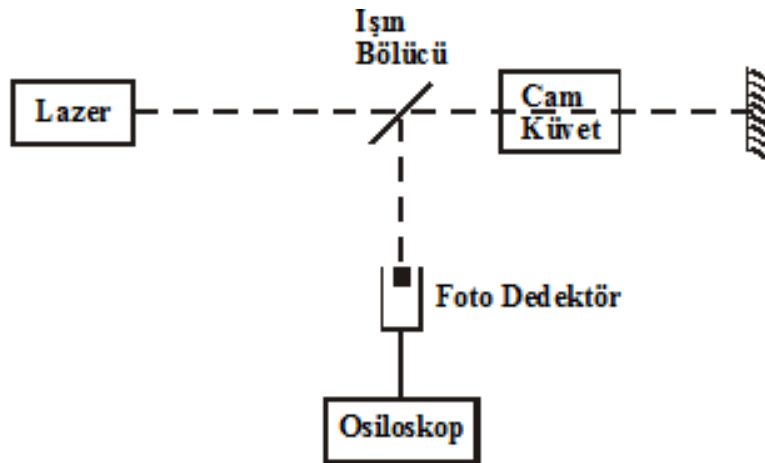 Işın
Bölücü
Lazer
Cam
Küvet
Foto Dedektör
Osiloskop